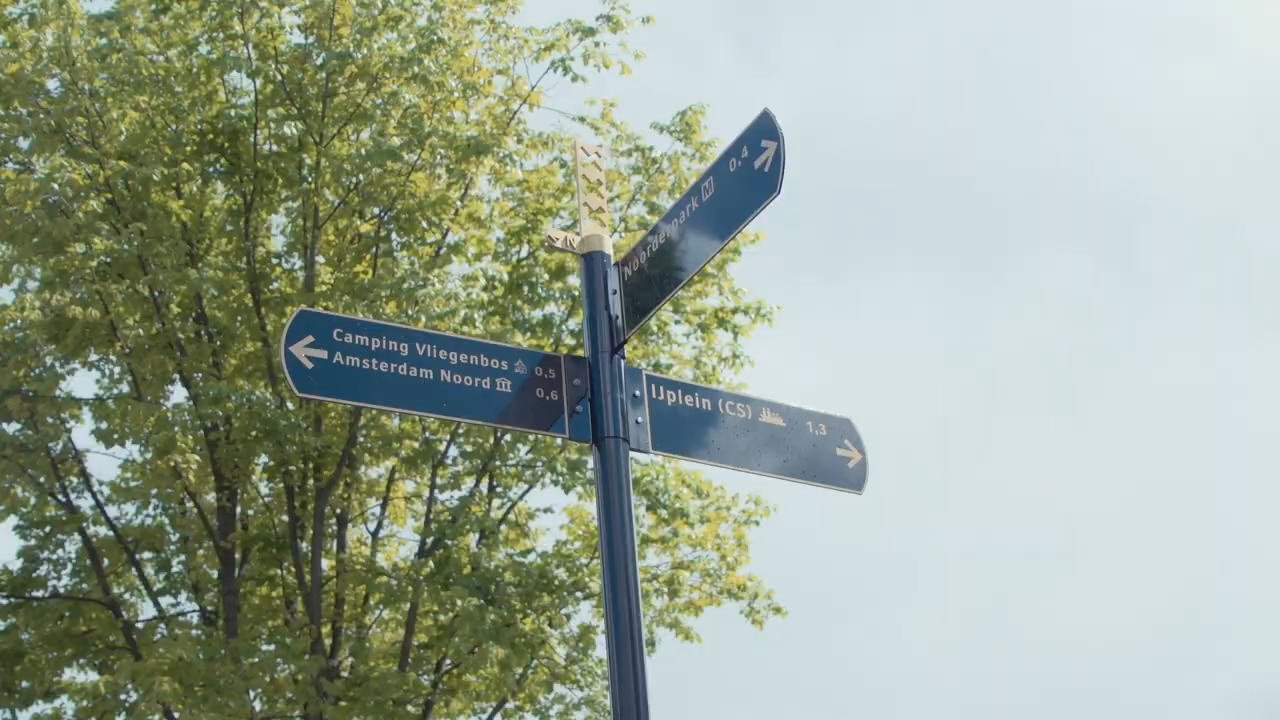 Noorderpark M 0,4
N
Camping Vliegenbos 0,5
Amsterdam Noord 0,6
IJplein (CS) 1,3